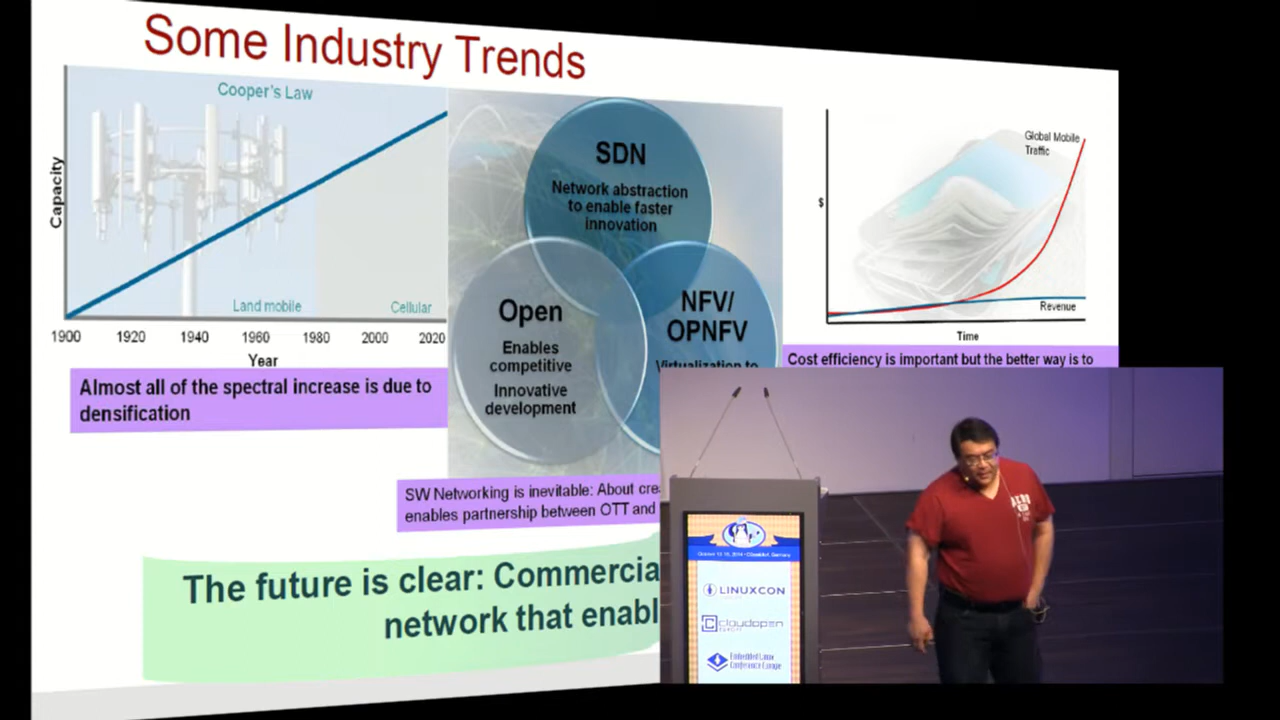 Some Industry Trends
Cooper's Law
Capacity
Land mobile
Cellular
1900 1920 1940 1960 1980 2000 2020
Year
Almost all of the spectral increase is due to
densification
SDN
Network abstraction
to enable faster
innovation
Open
Enables
competitive
Innovative
development
NFV/
OPNFV
Virtualization to
SW Networking is inevitable: About cre
enables partnership between OTT and
$
Global Mobile
Traffic
Revenue
Time
Cost efficiency is important but the better way is to
The future is clear: Commercia
network that enabl
LINUXCON
cloudopen
Embedded Linux
Conference Europe